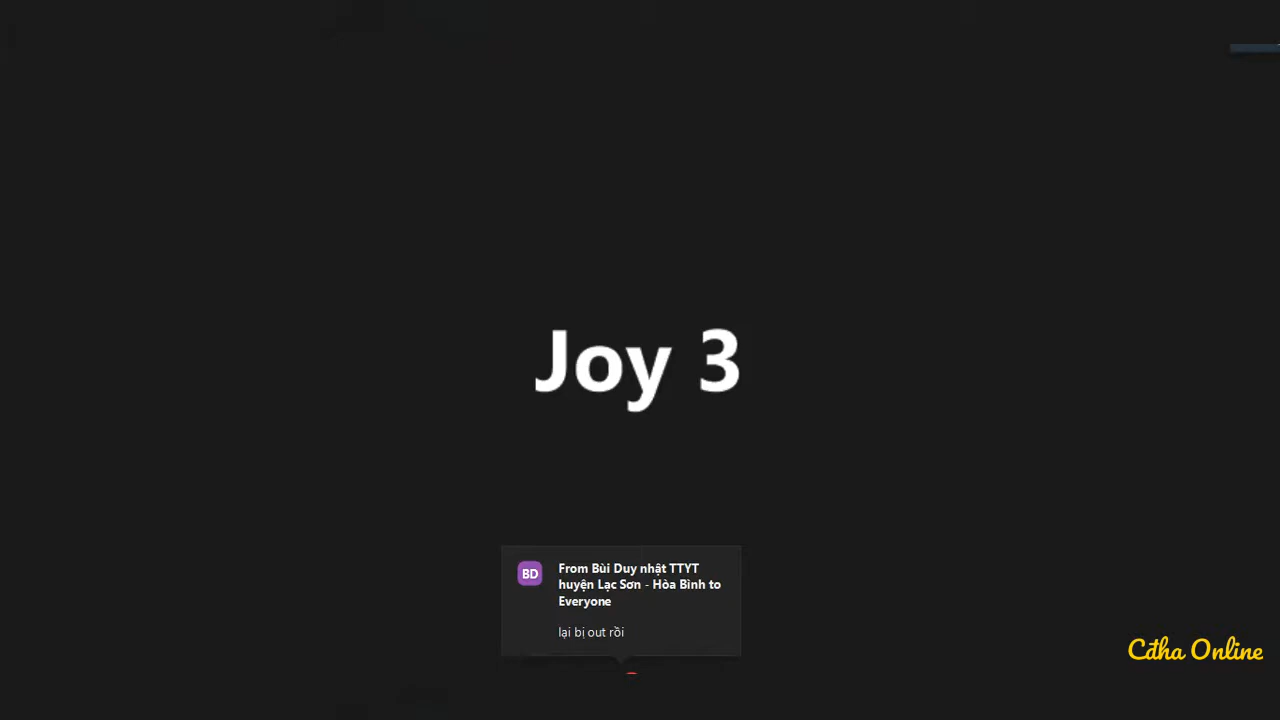 Joy 3
BD
From Bùi Duy nhật TTYT
huyện Lạc Sơn - Hòa Bình to
Everyone
lại bị out rồi
Cđha Online